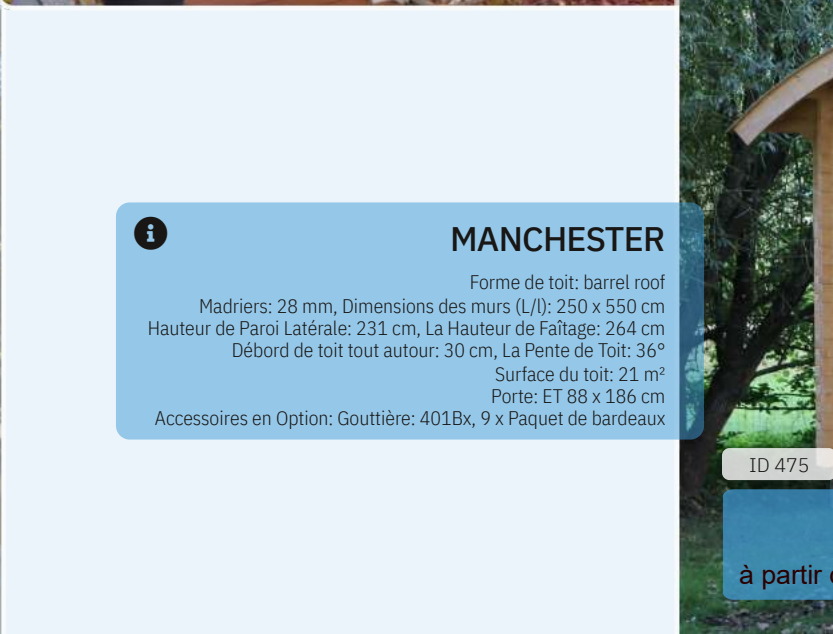 MANCHESTER
Forme de toit: barrel roof
Madriers: 28 mm, Dimensions des murs (L/l): 250 x 550 cm
Hauteur de Paroi Latérale: 231 cm, La Hauteur de Faîtage: 264 cm
Débord de toit tout autour: 30 cm, La Pente de Toit: 36°
Surface du toit: 21 m²
Porte: ET 88 x 186 cm
Accessoires en Option: Gouttière: 401Bx, 9 x Paquet de bardeaux
ID 475
à partir